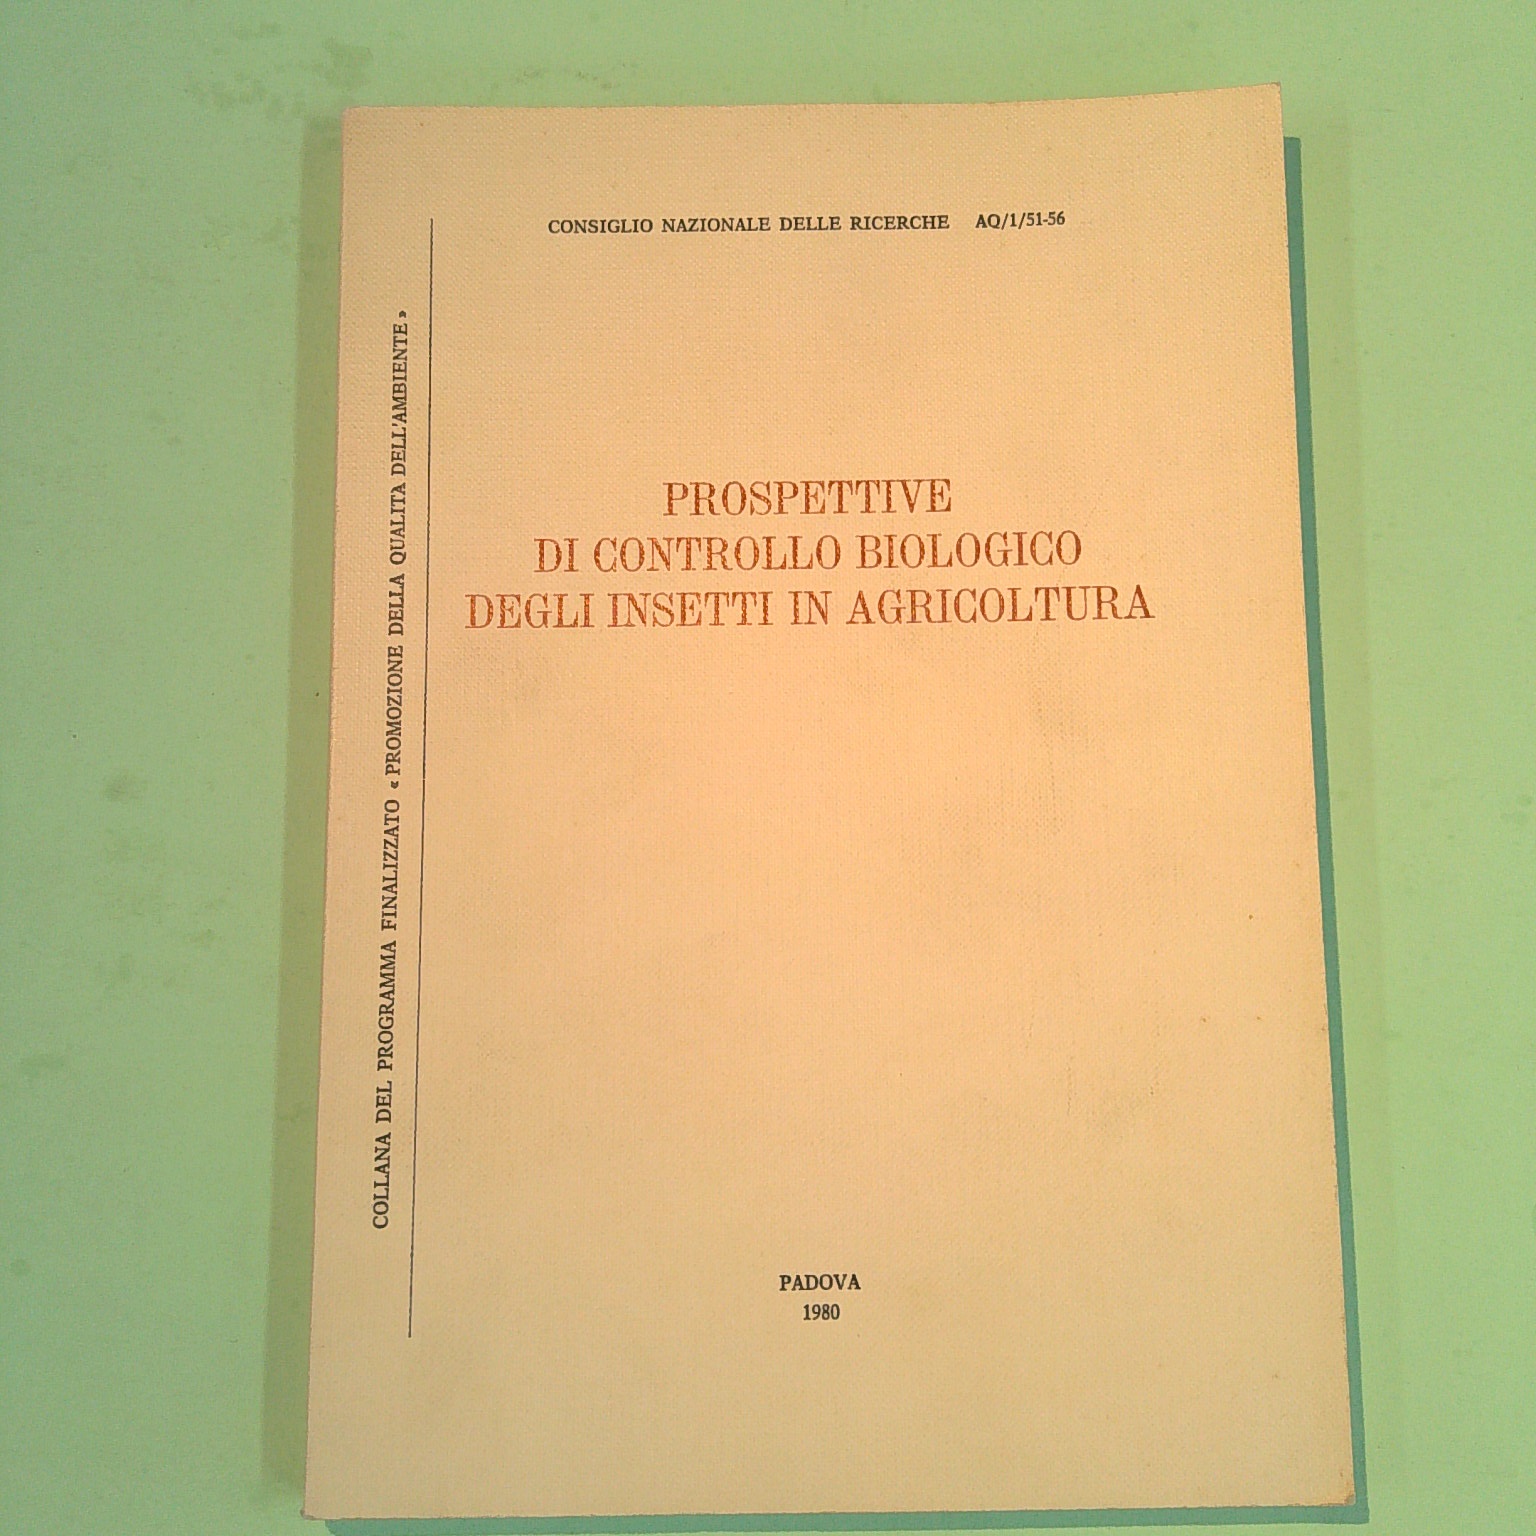 CONSIGLIO NAZIONALE DELLE RICERCHE AQ/1/51-56
COLLANA DEL PROGRAMMA FINALIZZATO « PROMOZIONE DELLA QUALITA DELL'AMBIENTE »
PROSPETTIVE
DI CONTROLLO BIOLOGICO
DEGLI INSETTI IN AGRICOLTURA
PADOVA
1980